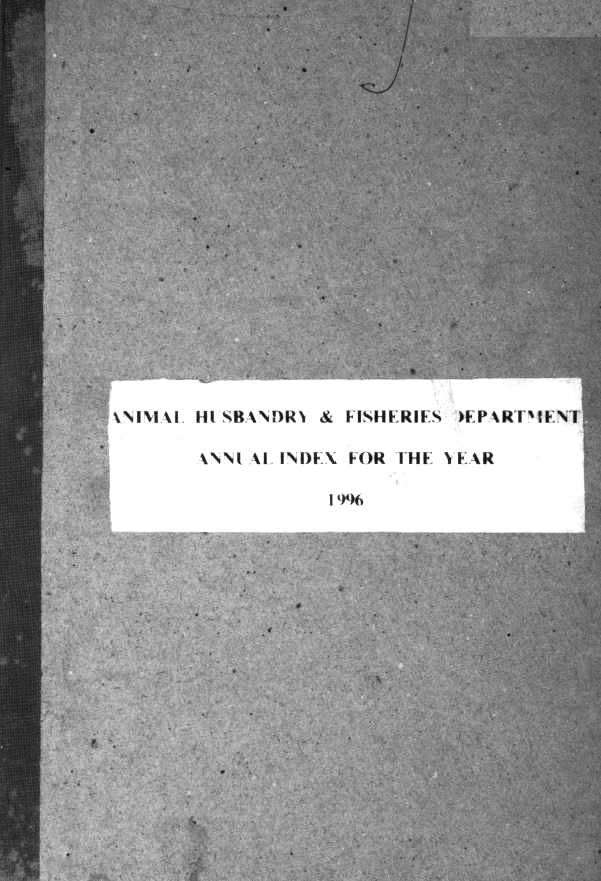 ANIMAL HUSBANDRY & FISHERIES DEPARTMENT
ANNUAL INDEX FOR THE YEAR
1996